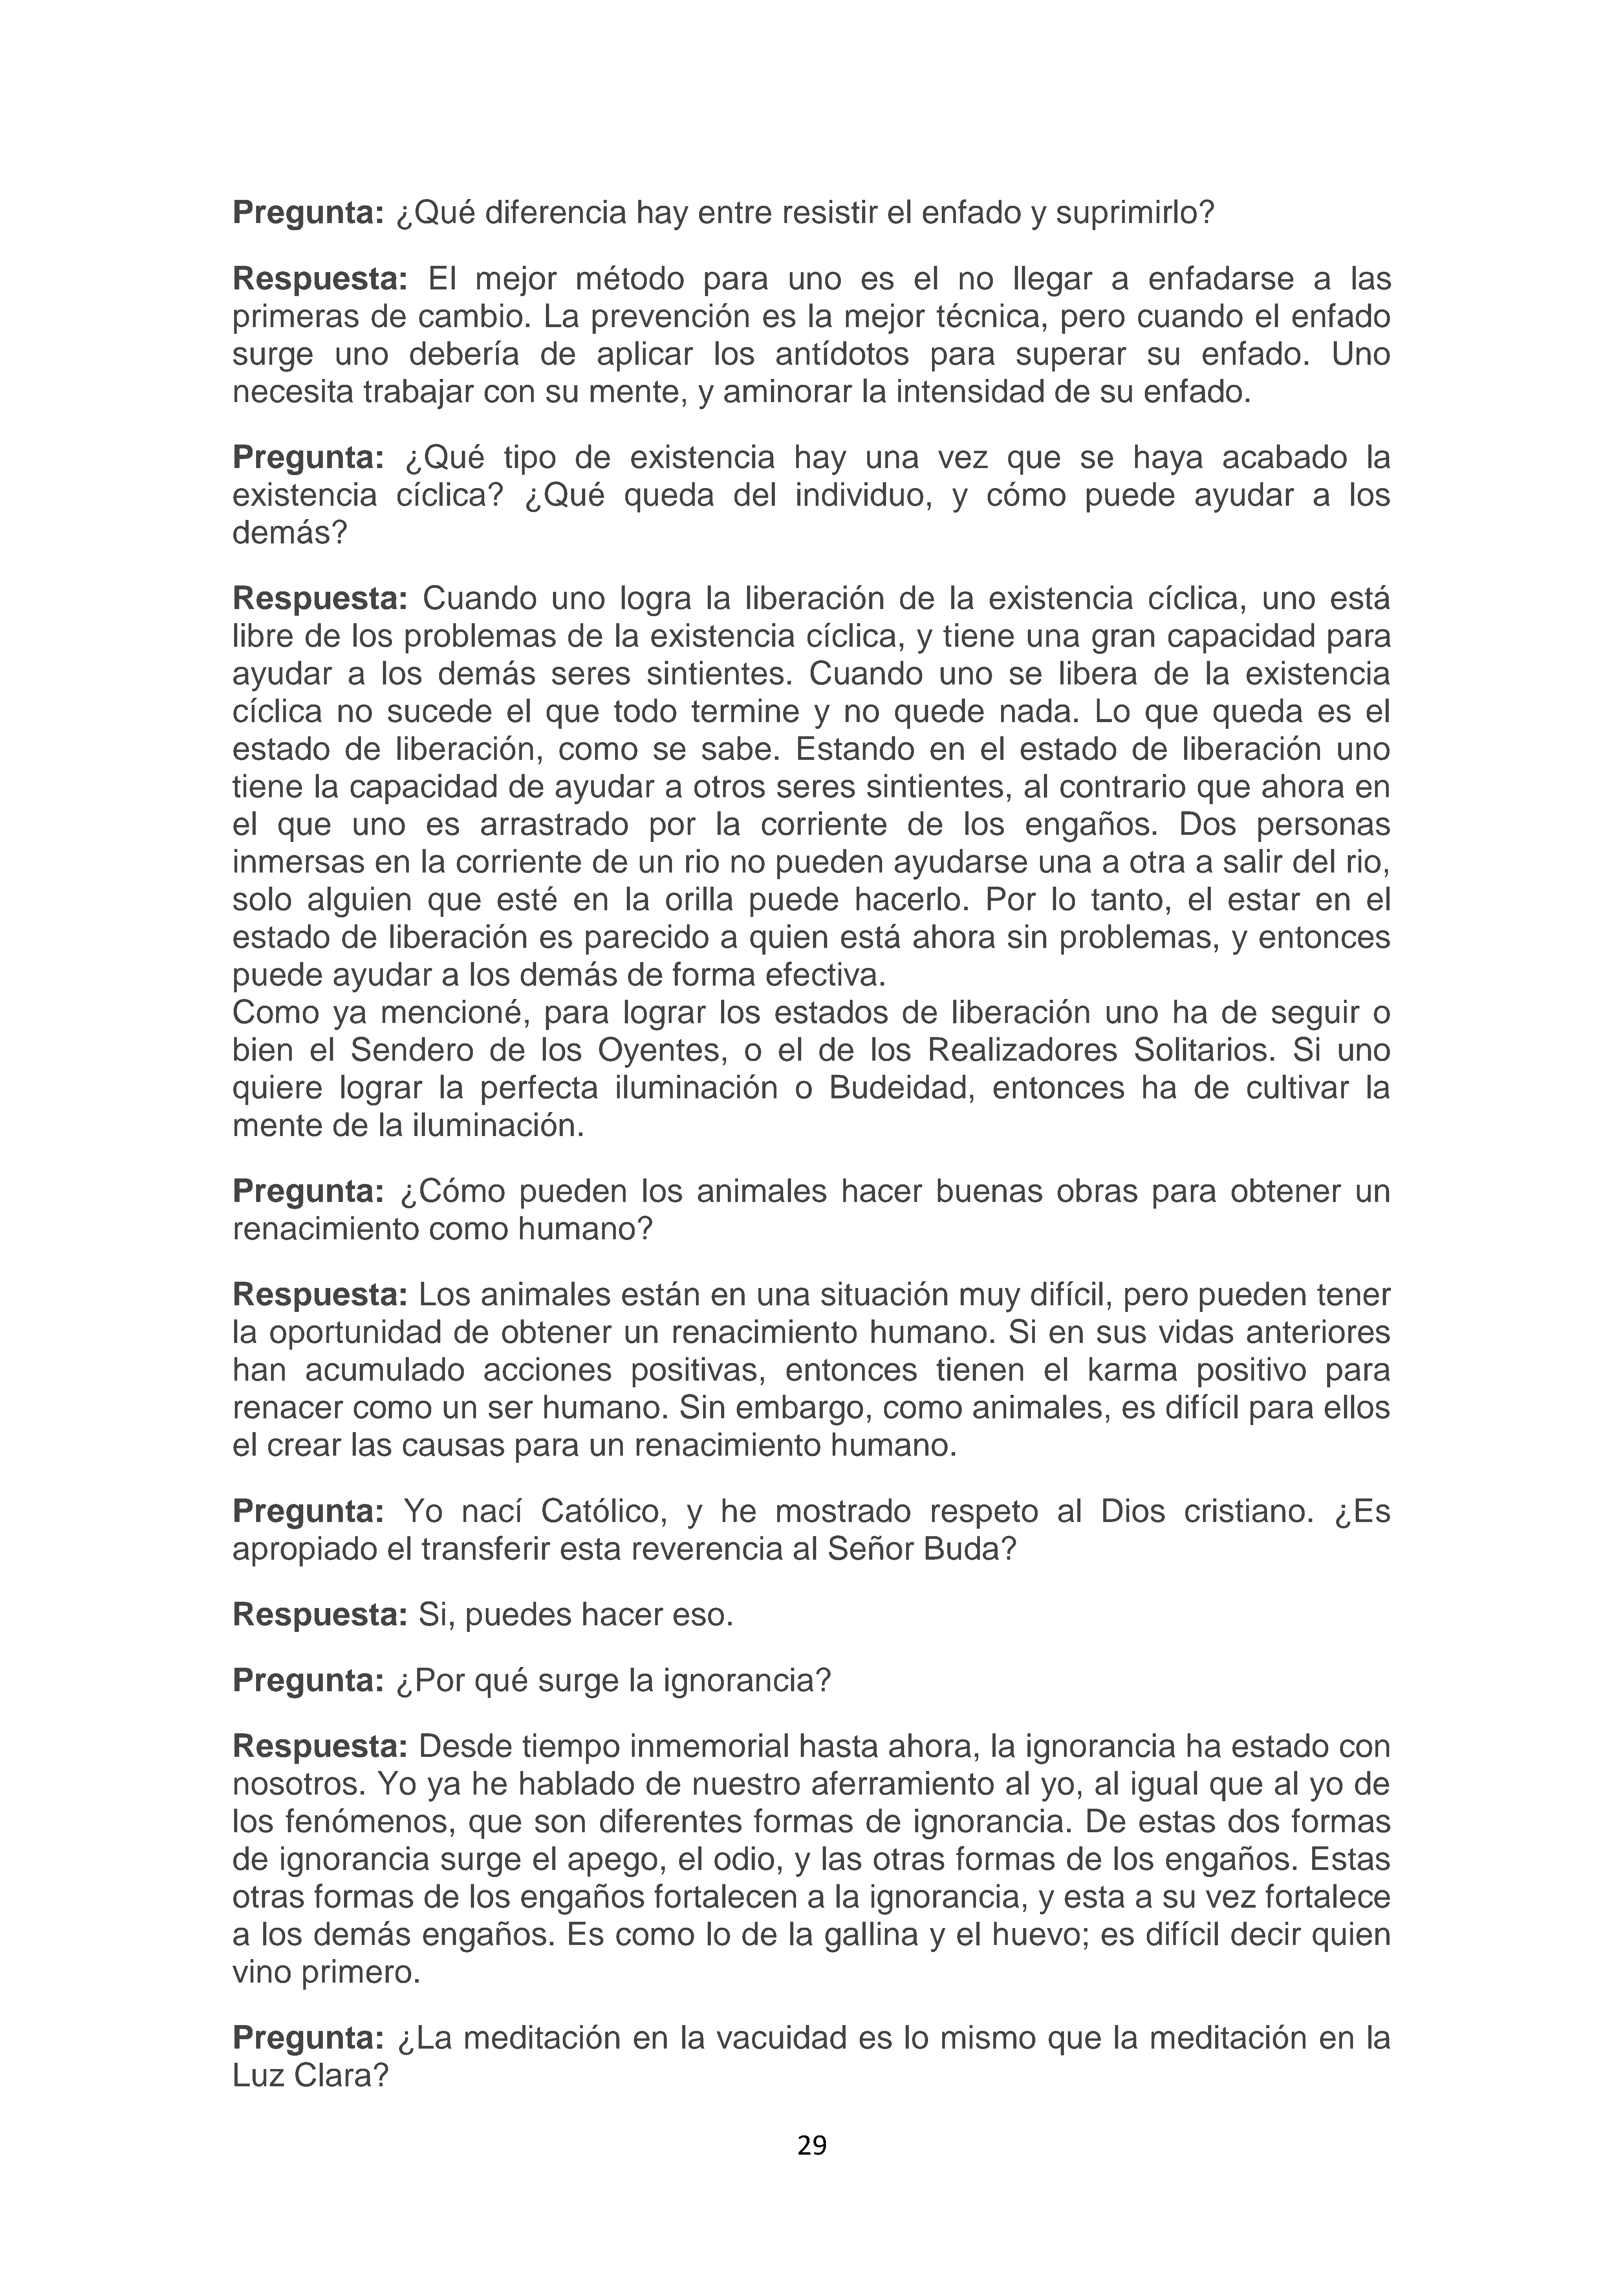 Pregunta: ¿Qué diferencia hay entre resistir el enfado y suprimirlo?
Respuesta: El mejor método para uno es el no llegar a enfadarse a las
primeras de cambio. La prevención es la mejor técnica, pero cuando el enfado
surge uno debería de aplicar los antídotos para superar su enfado. Uno
necesita trabajar con su mente, y aminorar la intensidad de su enfado.
Pregunta: ¿Qué tipo de existencia hay una vez que se haya acabado la
existencia cíclica? ¿Qué queda del individuo, y cómo puede ayudar a los
demás?
Respuesta: Cuando uno logra la liberación de la existencia cíclica, uno está
libre de los problemas de la existencia cíclica, y tiene una gran capacidad para
ayudar a los demás seres sintientes. Cuando uno se libera de la existencia
cíclica no sucede el que todo termine y no quede nada. Lo que queda es el
estado de liberación, como se sabe. Estando en el estado de liberación uno
tiene la capacidad de ayudar a otros seres sintientes, al contrario que ahora en
el que uno es arrastrado por la corriente de los engaños. Dos personas
inmersas en la corriente de un rio no pueden ayudarse una a otra a salir del rio,
solo alguien que esté en la orilla puede hacerlo. Por lo tanto, el estar en el
estado de liberación es parecido a quien está ahora sin problemas, y entonces
puede ayudar a los demás de forma efectiva.
Como ya mencioné, para lograr los estados de liberación uno ha de seguir o
bien el Sendero de los Oyentes, o el de los Realizadores Solitarios. Si uno
quiere lograr la perfecta iluminación o Budeidad, entonces ha de cultivar la
mente de la iluminación.
Pregunta: ¿Cómo pueden los animales hacer buenas obras para obtener un
renacimiento como humano?
Respuesta: Los animales están en una situación muy difícil, pero pueden tener
la oportunidad de obtener un renacimiento humano. Si en sus vidas anteriores
han acumulado acciones positivas, entonces tienen el karma positivo para
renacer como un ser humano. Sin embargo, como animales, es difícil para ellos
el crear las causas para un renacimiento humano.
Pregunta: Yo nací Católico, y he mostrado respeto al Dios cristiano. ¿Es
apropiado el transferir esta reverencia al Señor Buda?
Respuesta: Si, puedes hacer eso.
Pregunta: ¿Por qué surge la ignorancia?
Respuesta: Desde tiempo inmemorial hasta ahora, la ignorancia ha estado con
nosotros. Yo ya he hablado de nuestro aferramiento al yo, al igual que al yo de
los fenómenos, que son diferentes formas de ignorancia. De estas dos formas
de ignorancia surge el apego, el odio, y las otras formas de los engaños. Estas
otras formas de los engaños fortalecen a la ignorancia, y esta a su vez fortalece
a los demás engaños. Es como lo de la gallina y el huevo; es difícil decir quien
vino primero.
Pregunta: ¿La meditación en la vacuidad es lo mismo que la meditación en la
Luz Clara?
29